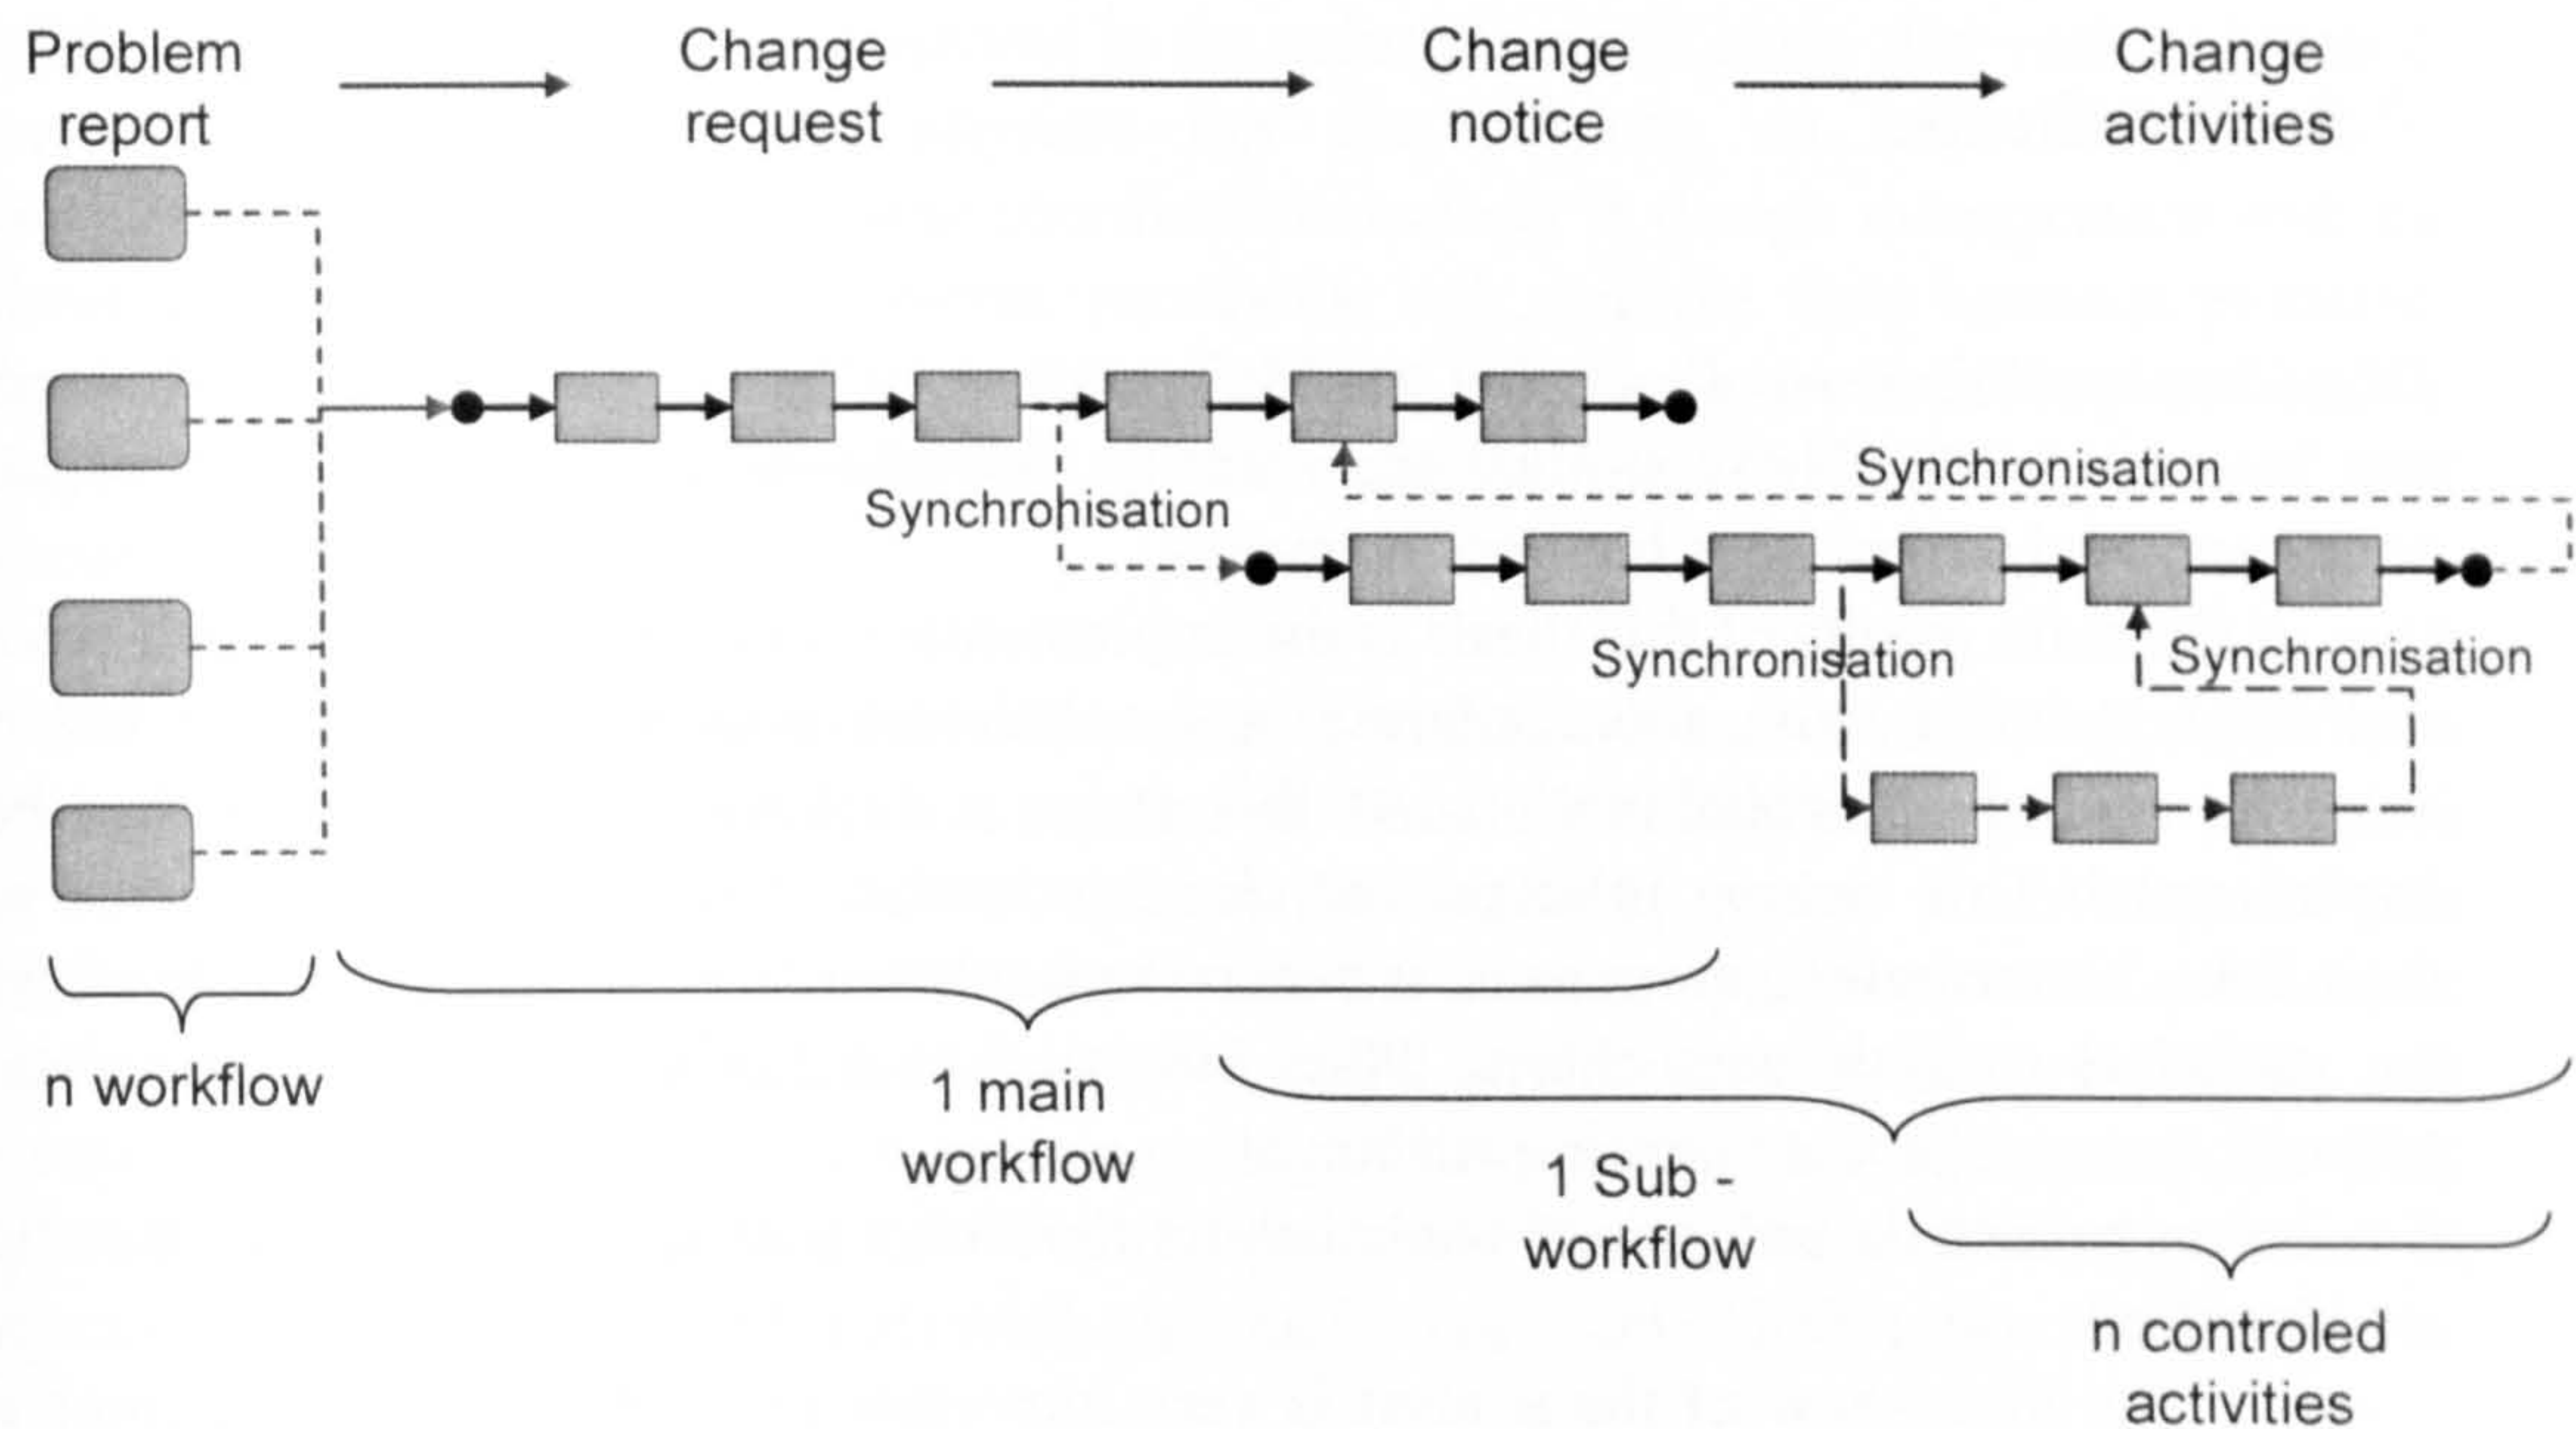 Problem
report
Change
request
Change
notice
Change
activities
Synchronisation
Synchronisation
Synchronisation
Synchronisation
n workflow
1 main
workflow
1 Sub -
workflow
n controled
activities